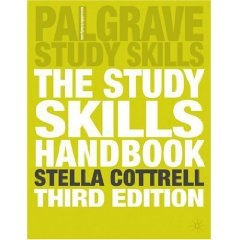 PALGRAVE
STUDY SKILLS
THE STUDY
SKILLS
HANDBOOK
STELLA COTTRELL
THIRD EDITION